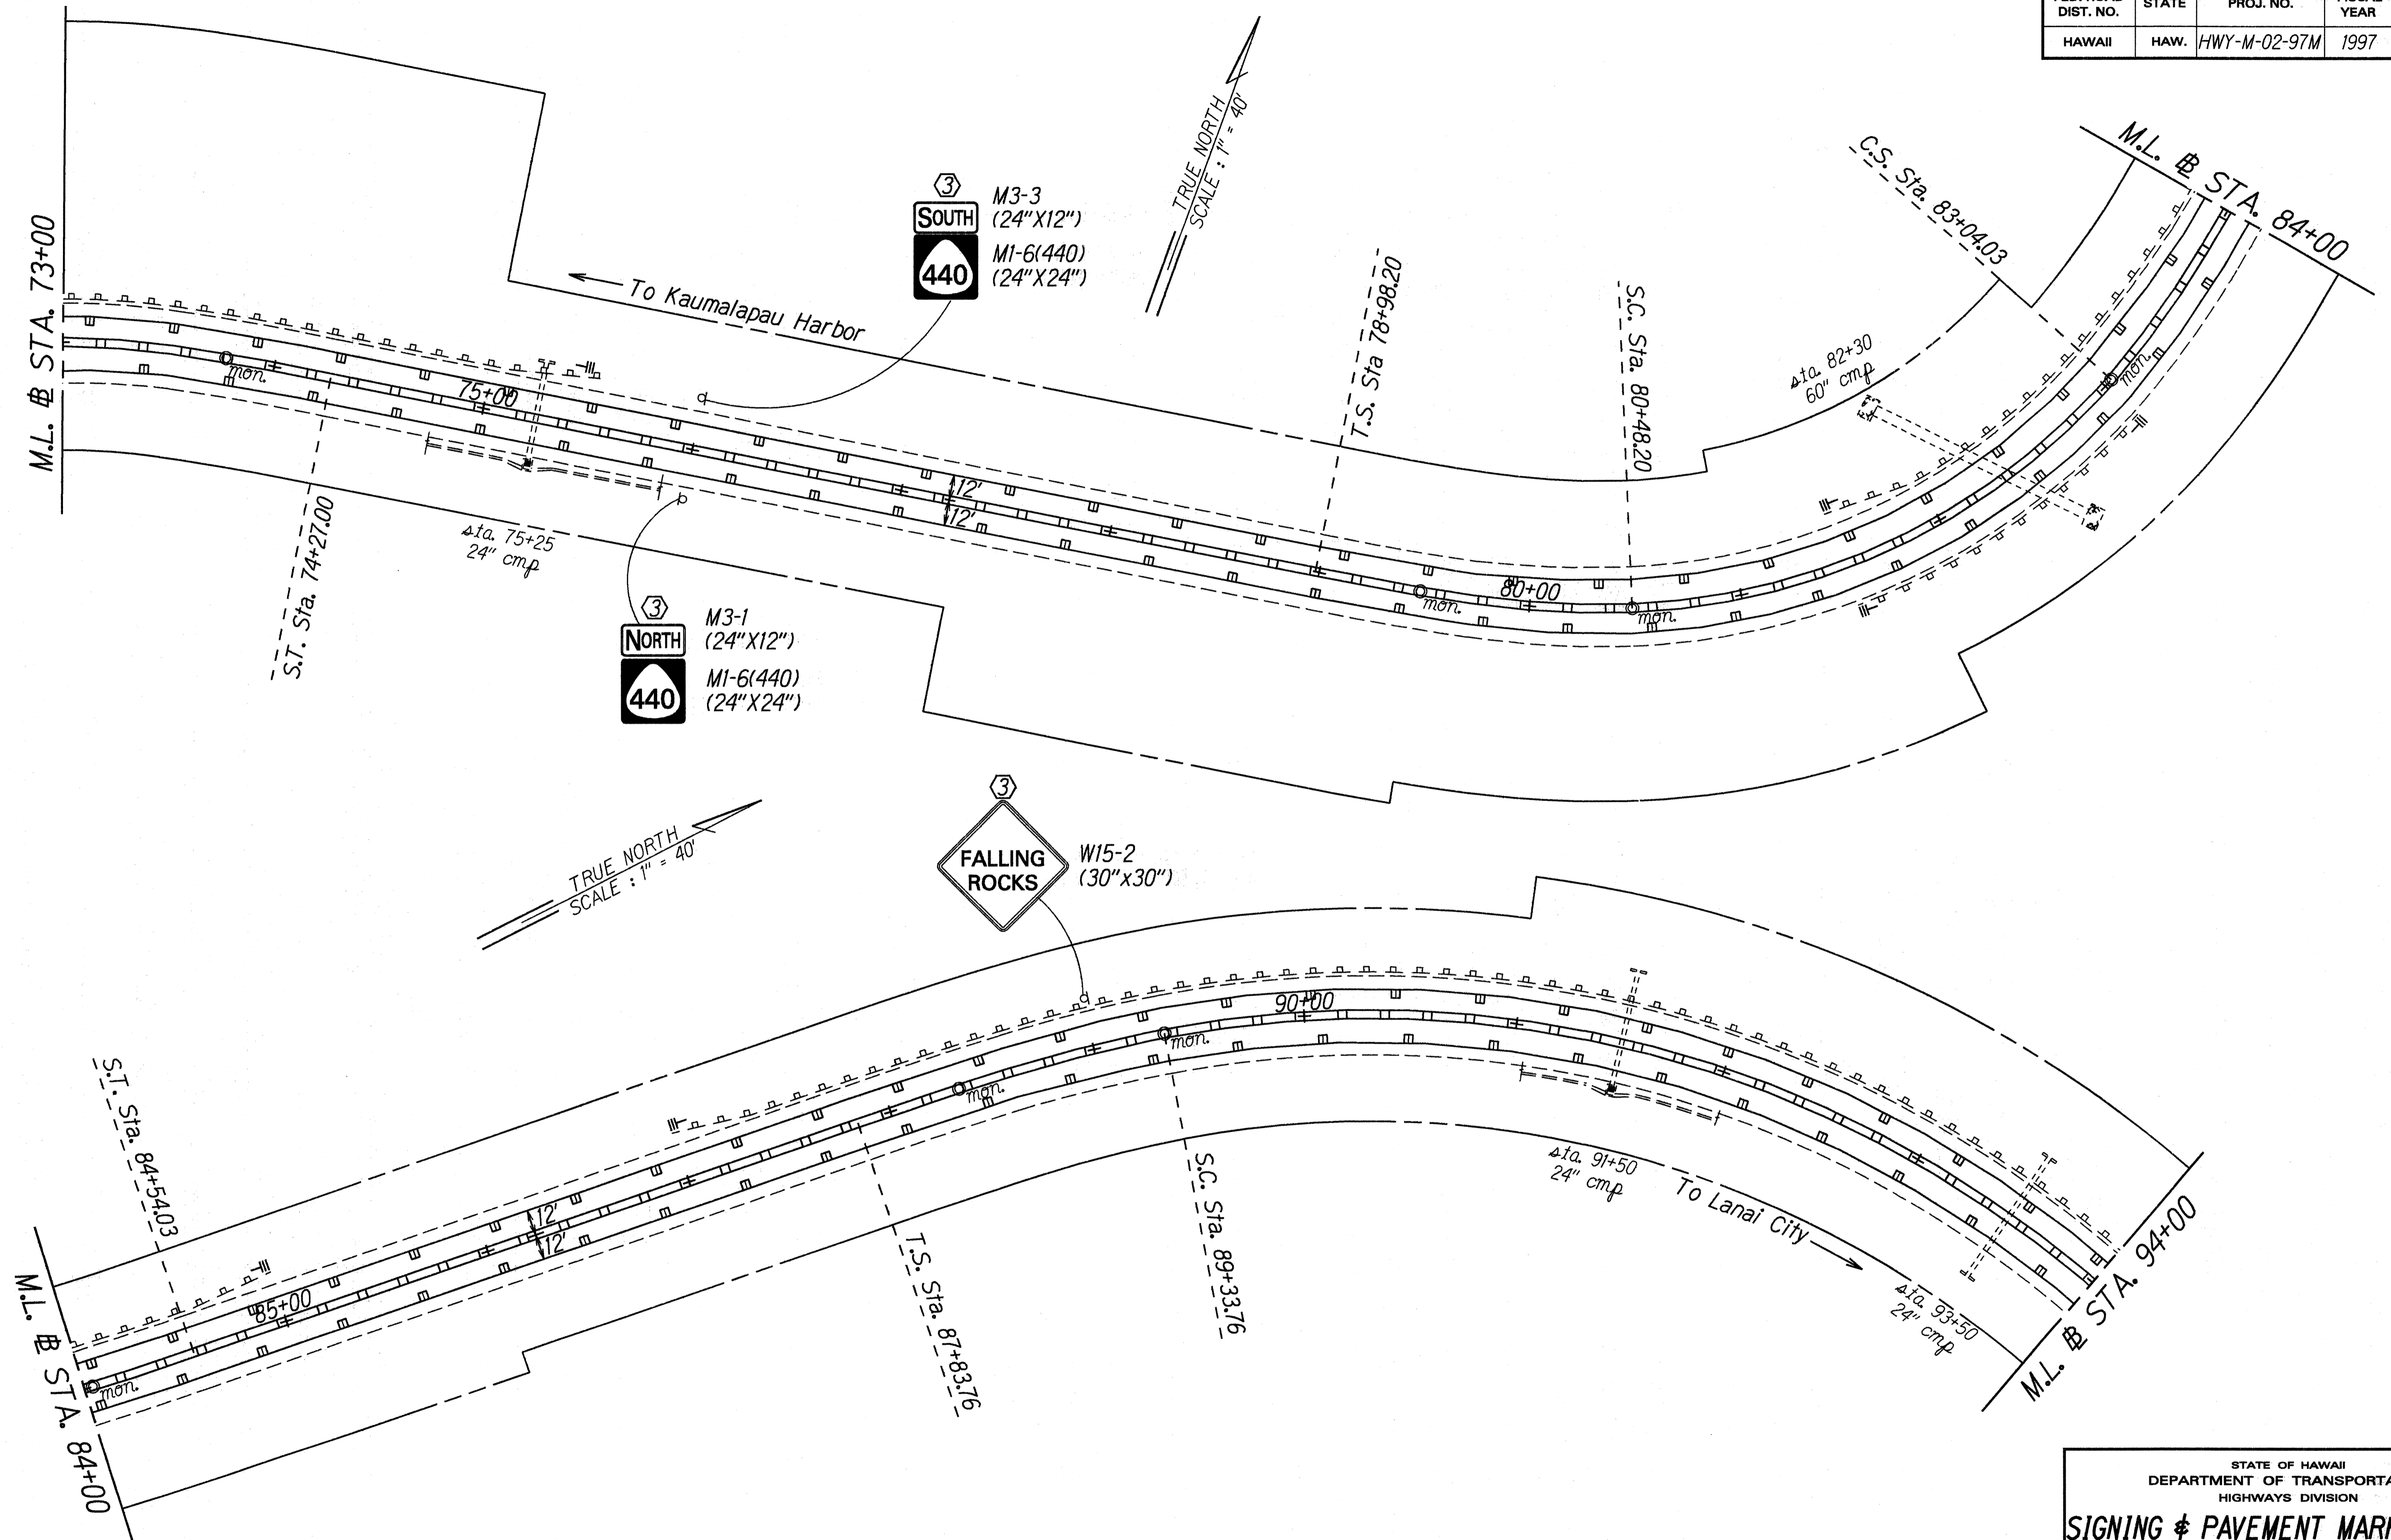 DIST. NO.
STATE
PROJ. NO.
YEAR
HAWAII
HAW.
HWY-M-02-97M
1997
TRUE NORTH
SCALE : 1" = 40'
M.L. ⅊ STA. 73+00
3
SOUTH
M3-3
(24"X12")
440
M1-6(440)
(24"X24")
To Kaumalapau Harbor
mon.
75+00
S.T. Sta. 74+27.00
sta. 75+25
24" cmp
3
NORTH
M3-1
(24"X12")
440
M1-6(440)
(24"X24")
12'
12'
T.S. Sta 78+98.20
mon.
80+00
S.C. Sta. 80+48.20
mon.
sta. 82+30
60" cmp
C.S. Sta. 83+04.03
mon.
M.L. ⅊ STA. 84+00
TRUE NORTH
SCALE : 1" = 40'
3
FALLING
ROCKS
W15-2
(30"x30")
M.L. ⅊ STA. 84+00
mon.
S.T. Sta. 84+54.03
85+00
12'
12'
mon.
T.S. Sta. 87+83.76
mon.
S.C. Sta. 89+33.76
90+00
sta. 91+50
24" cmp
To Lanai City
sta. 93+50
24" cmp
M.L. ⅊ STA. 94+00
STATE OF HAWAII
DEPARTMENT OF TRANSPORTA
HIGHWAYS DIVISION
SIGNING & PAVEMENT MAR